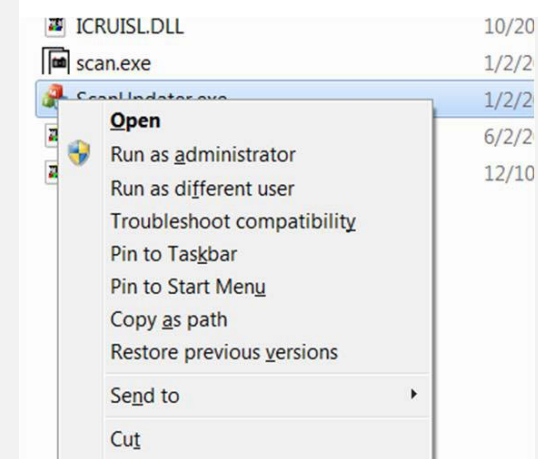 ICRUISL.DLL 10/20
scan.exe 1/2/2
ScanUpdater.exe 1/2/2
Open 6/2/2
Run as administrator
12/10
Run as different user
Troubleshoot compatibility
Pin to Taskbar
Pin to Start Menu
Copy as path
Restore previous versions
Send to
Cut